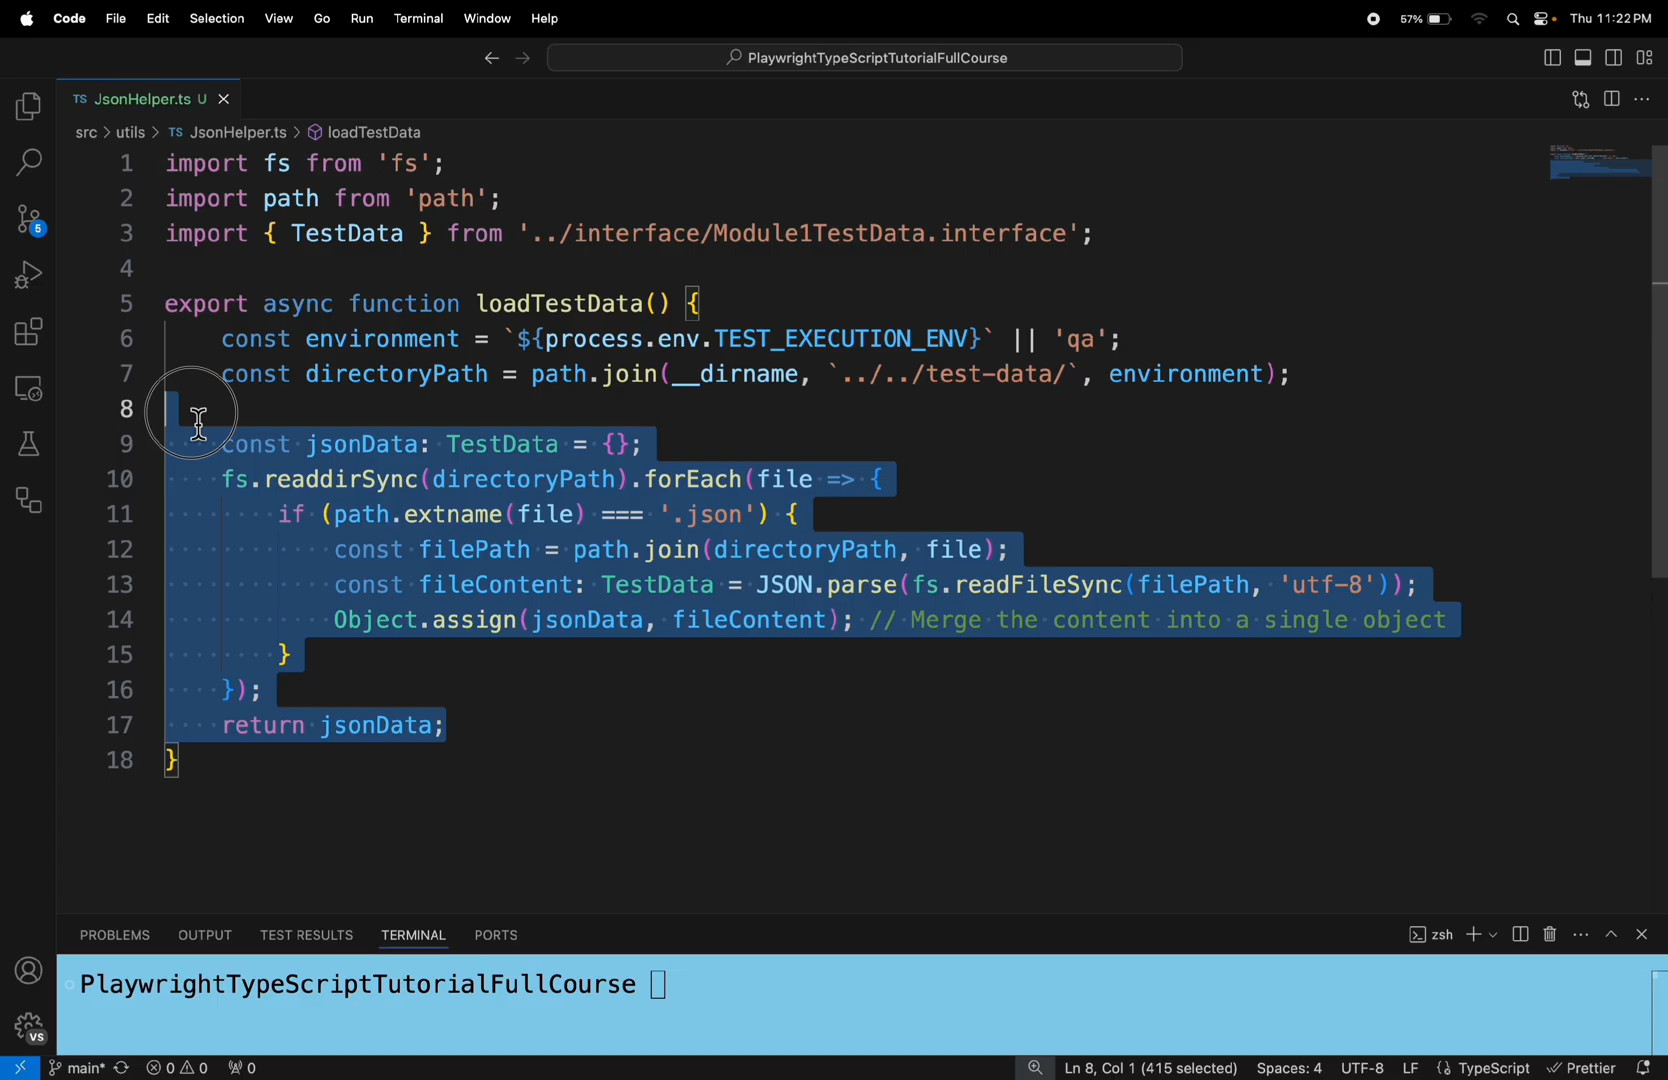 Code File Edit Selection View Go Run Terminal Window Help 57% Thu 11:22 PM
PlaywrightTypeScriptTutorialFullCourse
TS JsonHelper.ts U
src > utils > TS JsonHelper.ts > loadTestData
1 import fs from 'fs';
2 import path from 'path';
3 import { TestData } from '../interface/Module1TestData.interface';
4
5 export async function loadTestData() {
6 const environment = `${process.env.TEST_EXECUTION_ENV}` || 'qa';
7 const directoryPath = path.join(__dirname, `../../test-data/`, environment);
8
9 const jsonData: TestData = {};
10 fs.readdirSync(directoryPath).forEach(file => {
11 if (path.extname(file) === '.json') {
12 const filePath = path.join(directoryPath, file);
13 const fileContent: TestData = JSON.parse(fs.readFileSync(filePath, 'utf-8'));
14 Object.assign(jsonData, fileContent); // Merge the content into a single object
15 }
16 });
17 return jsonData;
18 }
5
PROBLEMS OUTPUT TEST RESULTS TERMINAL PORTS zsh
PlaywrightTypeScriptTutorialFullCourse
VS
main* 0 0 0 Ln 8, Col 1 (415 selected) Spaces: 4 UTF-8 LF {} TypeScript Prettier